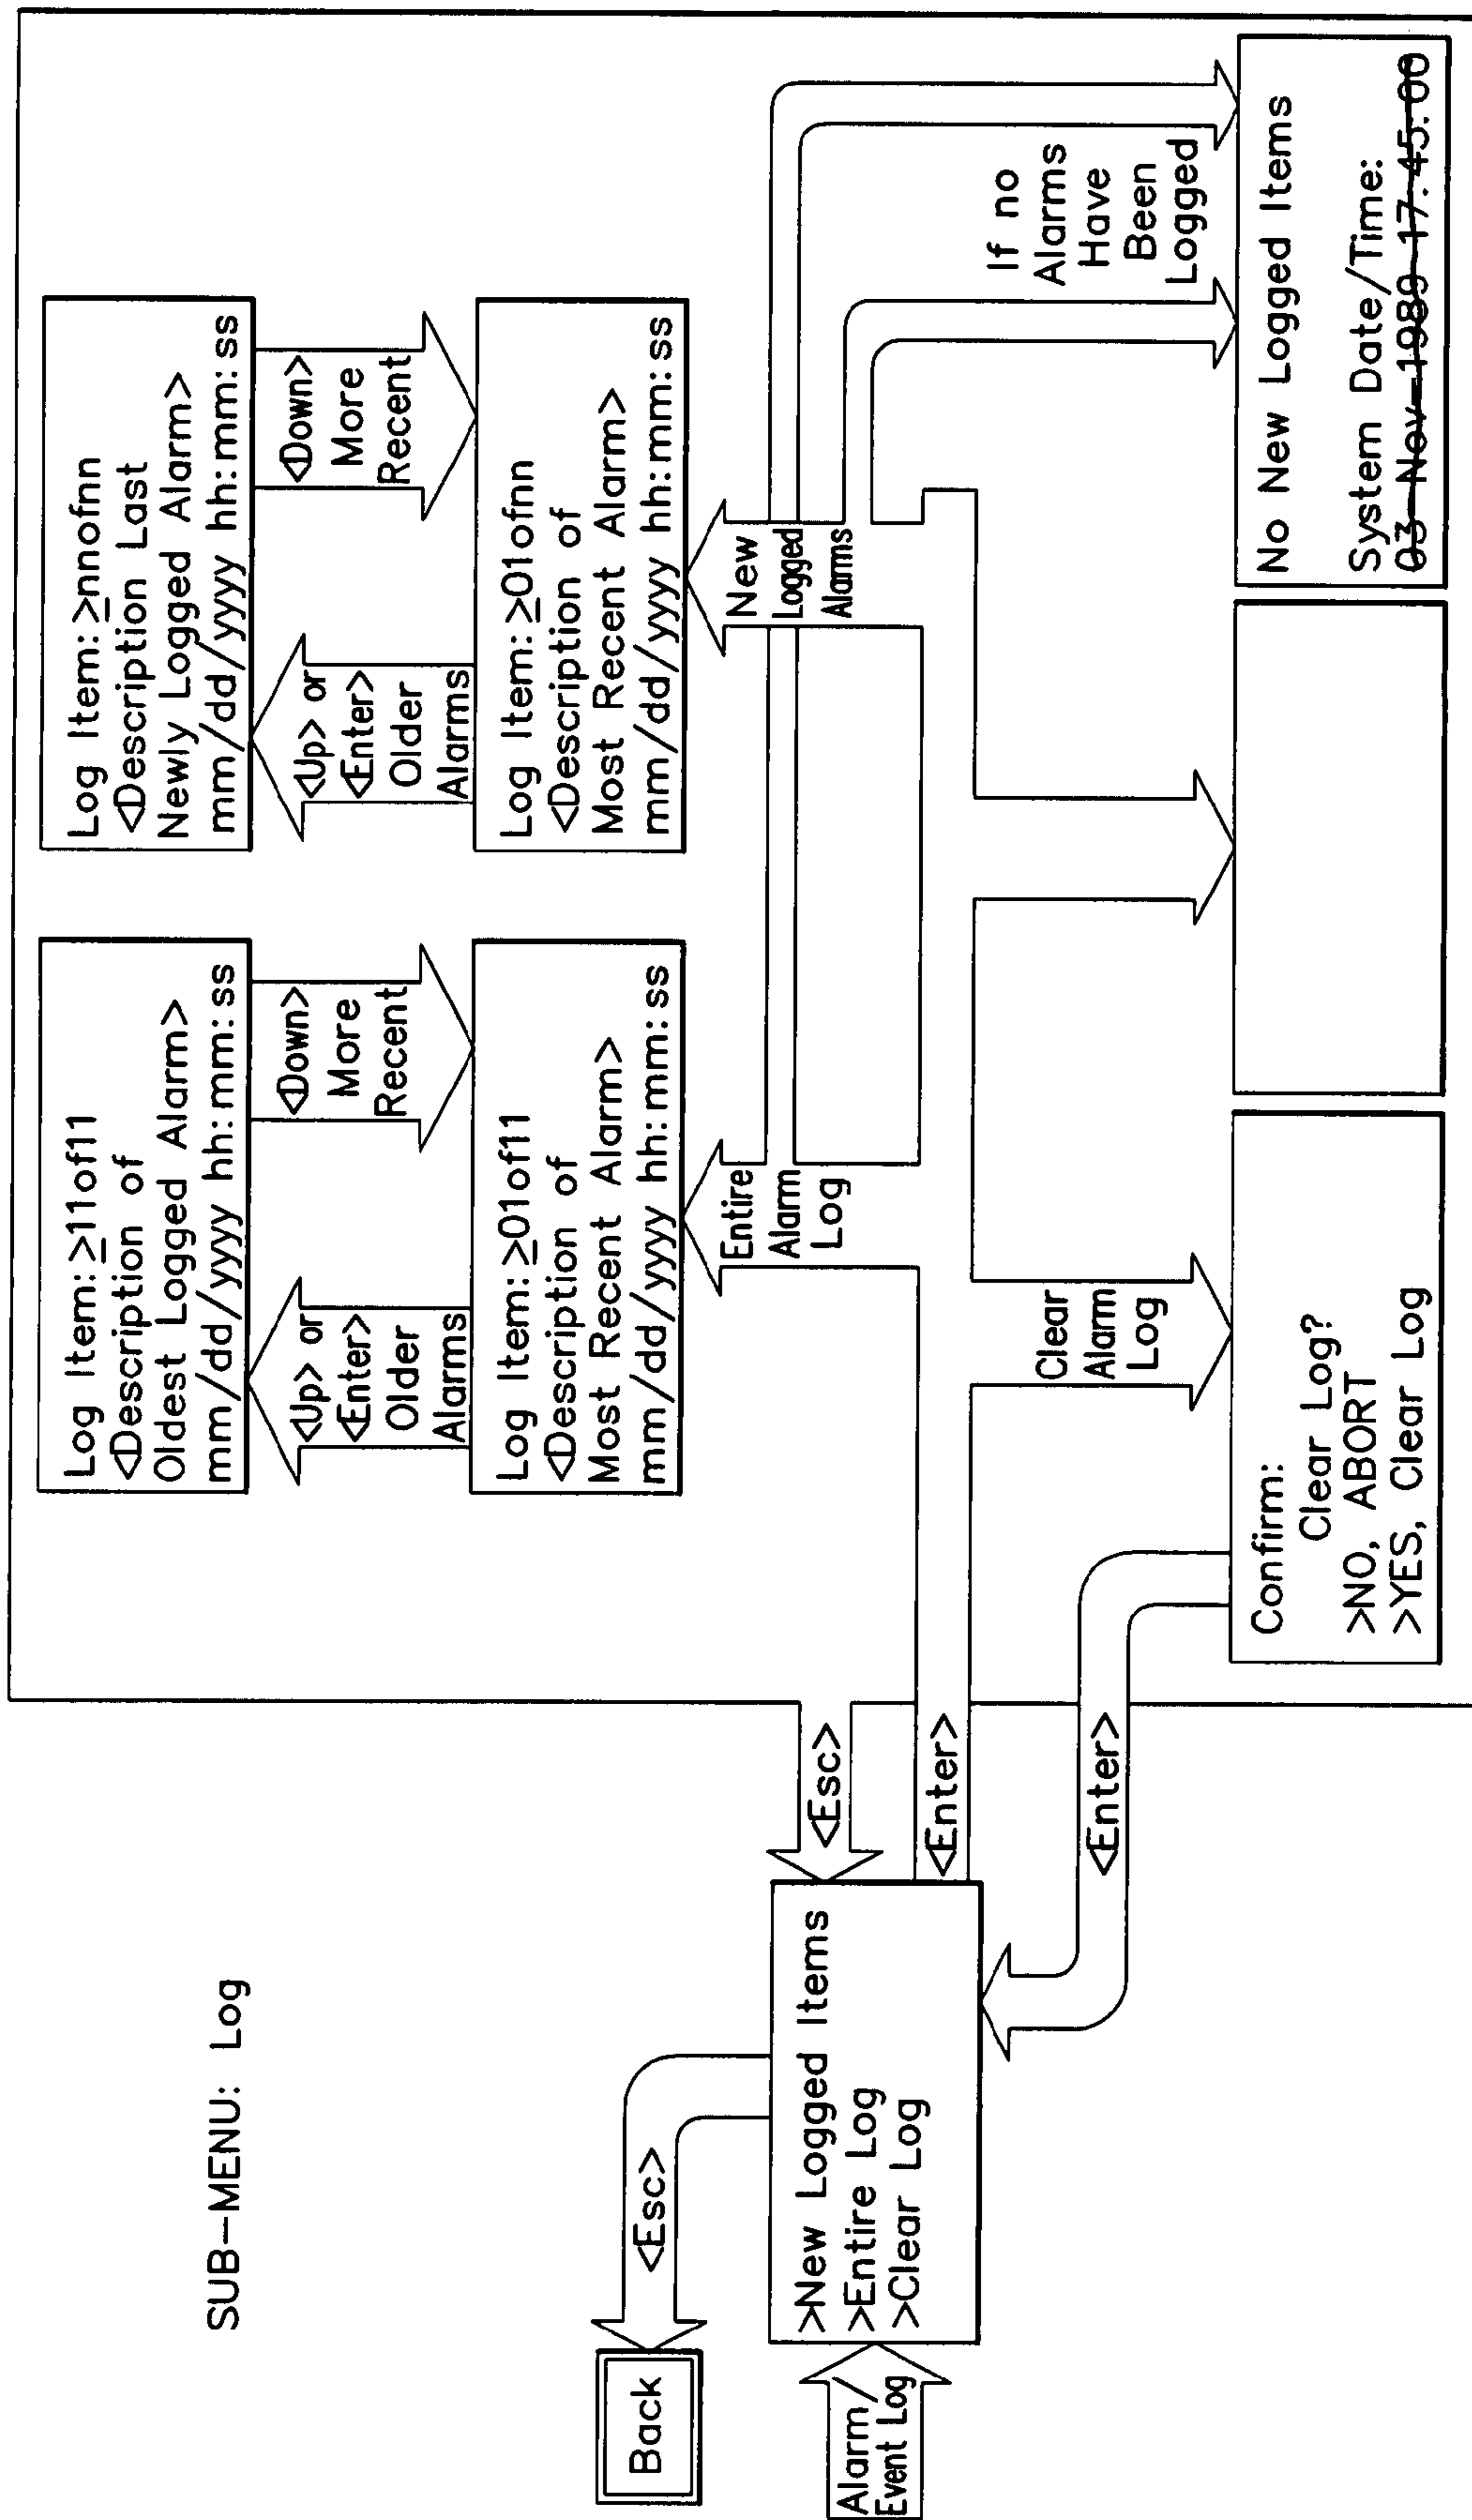 SUB-MENU: Log
Back
<Esc>
Alarm/
Event Log
>New Logged Items
>Entire Log
>Clear Log
<Esc>
<Enter>
<Enter>
Log Item:>11of11
<Description of
Oldest Logged Alarm>
mm/dd/yyyy hh:mm:ss
<Up> or
<Enter>
Older
Alarms
<Down>
More
Recent
Log Item:>01of11
<Description of
Most Recent Alarm>
mm/dd/yyyy hh:mm:ss
Log Item:>nnofnn
<Description Last
Newly Logged Alarm>
mm/dd/yyyy hh:mm:ss
<Up> or
<Enter>
Older
Alarms
<Down>
More
Recent
Log Item:>01ofnn
<Description of
Most Recent Alarm>
mm/dd/yyyy hh:mm:ss
Entire
Alarm
Log
New
Logged
Alarms
If no
Alarms
Have
Been
Logged
Clear
Alarm
Log
Confirm:
Clear Log?
>NO, ABORT
>YES, Clear Log
No New Logged Items
System Date/Time:
03-Nov-1989 17:45:00